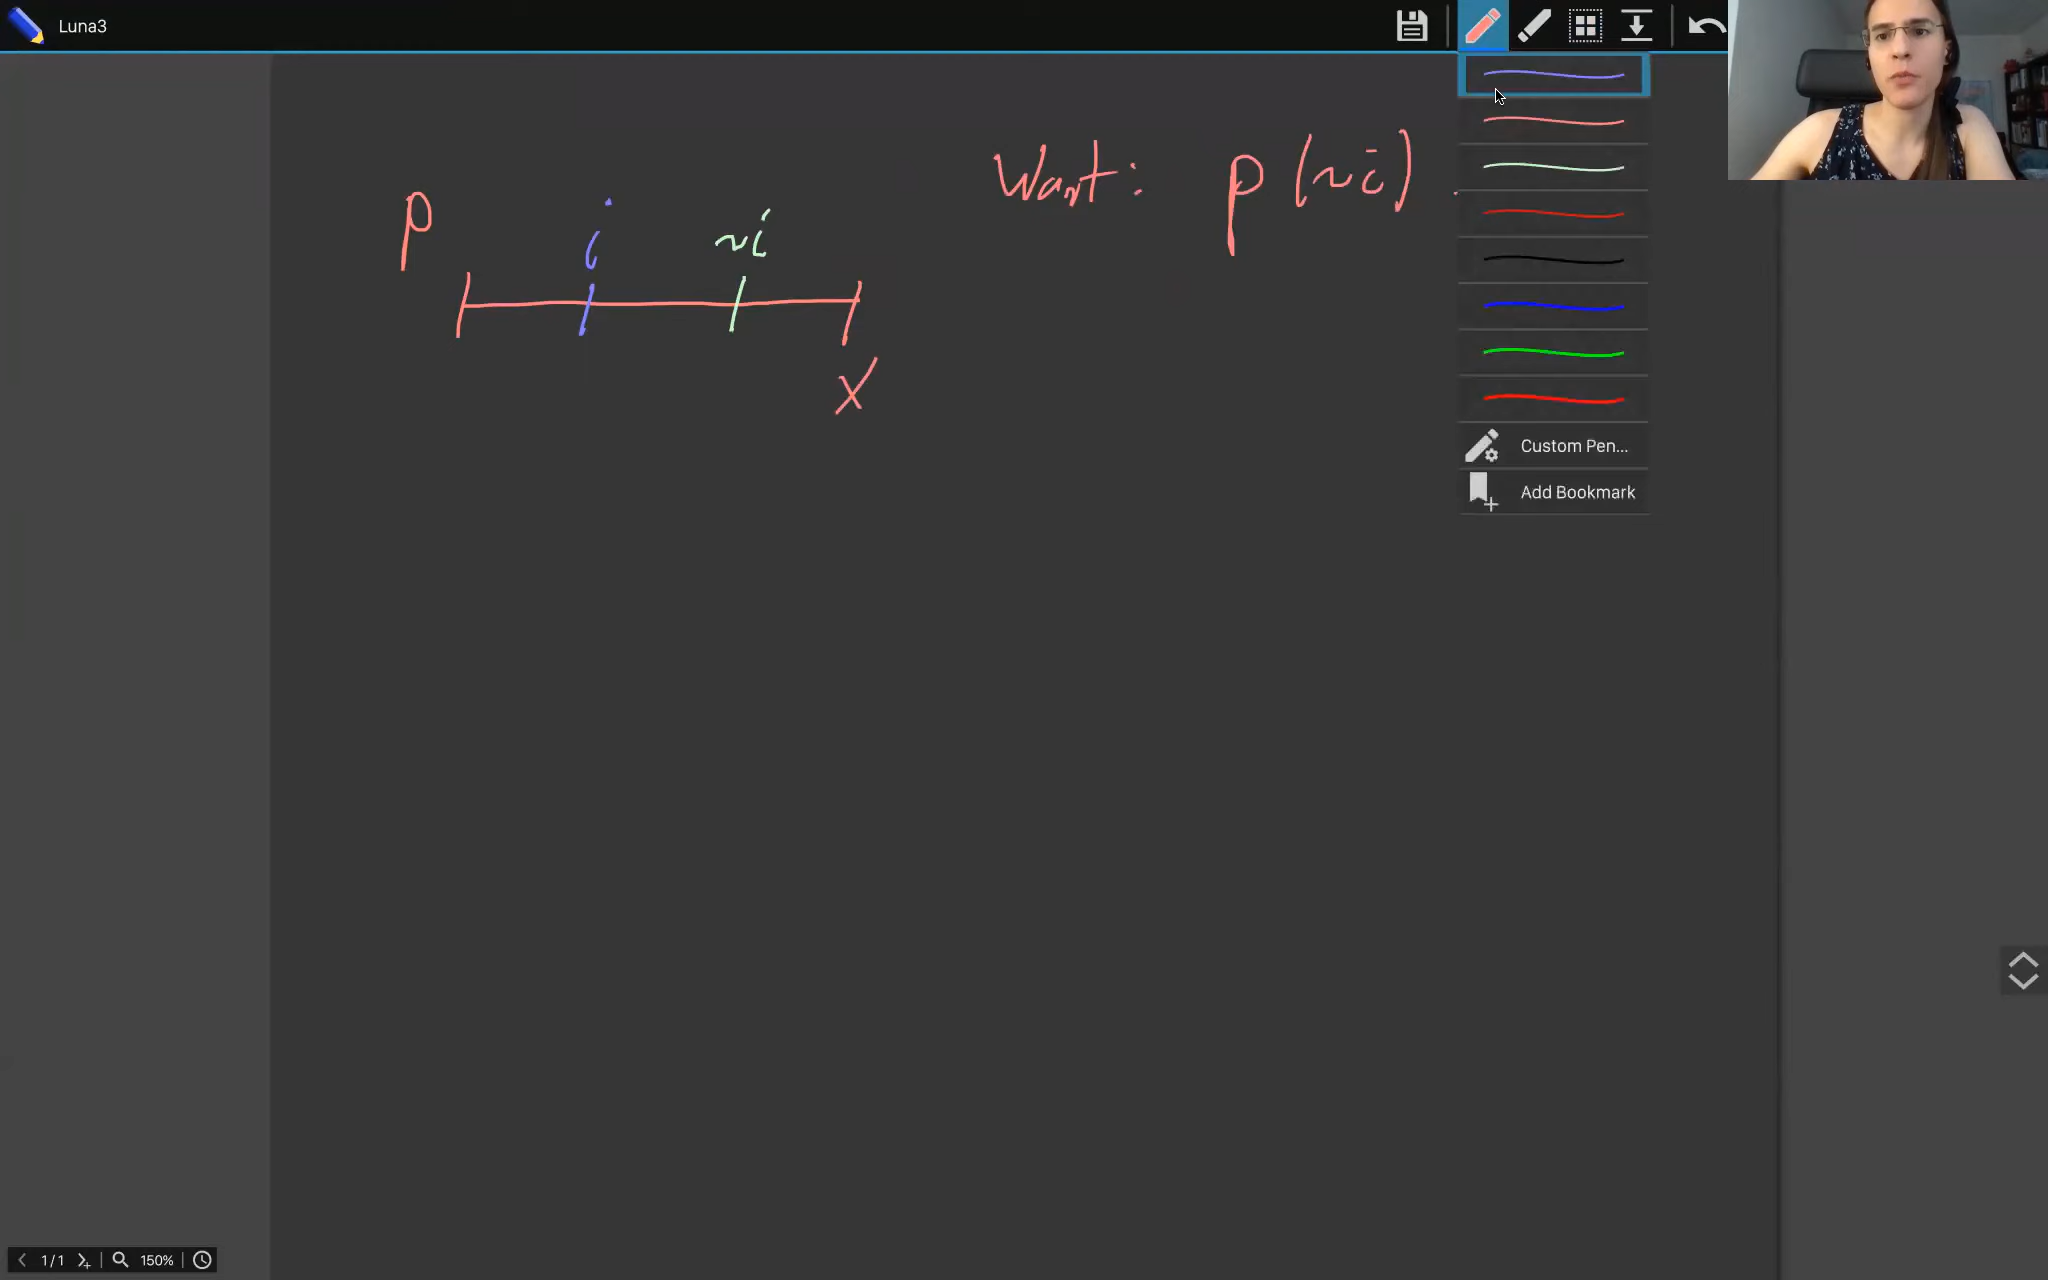 Luna3
Want: p(~i) .
p
i ~i
x
Custom Pen...
Add Bookmark
1/1 150%